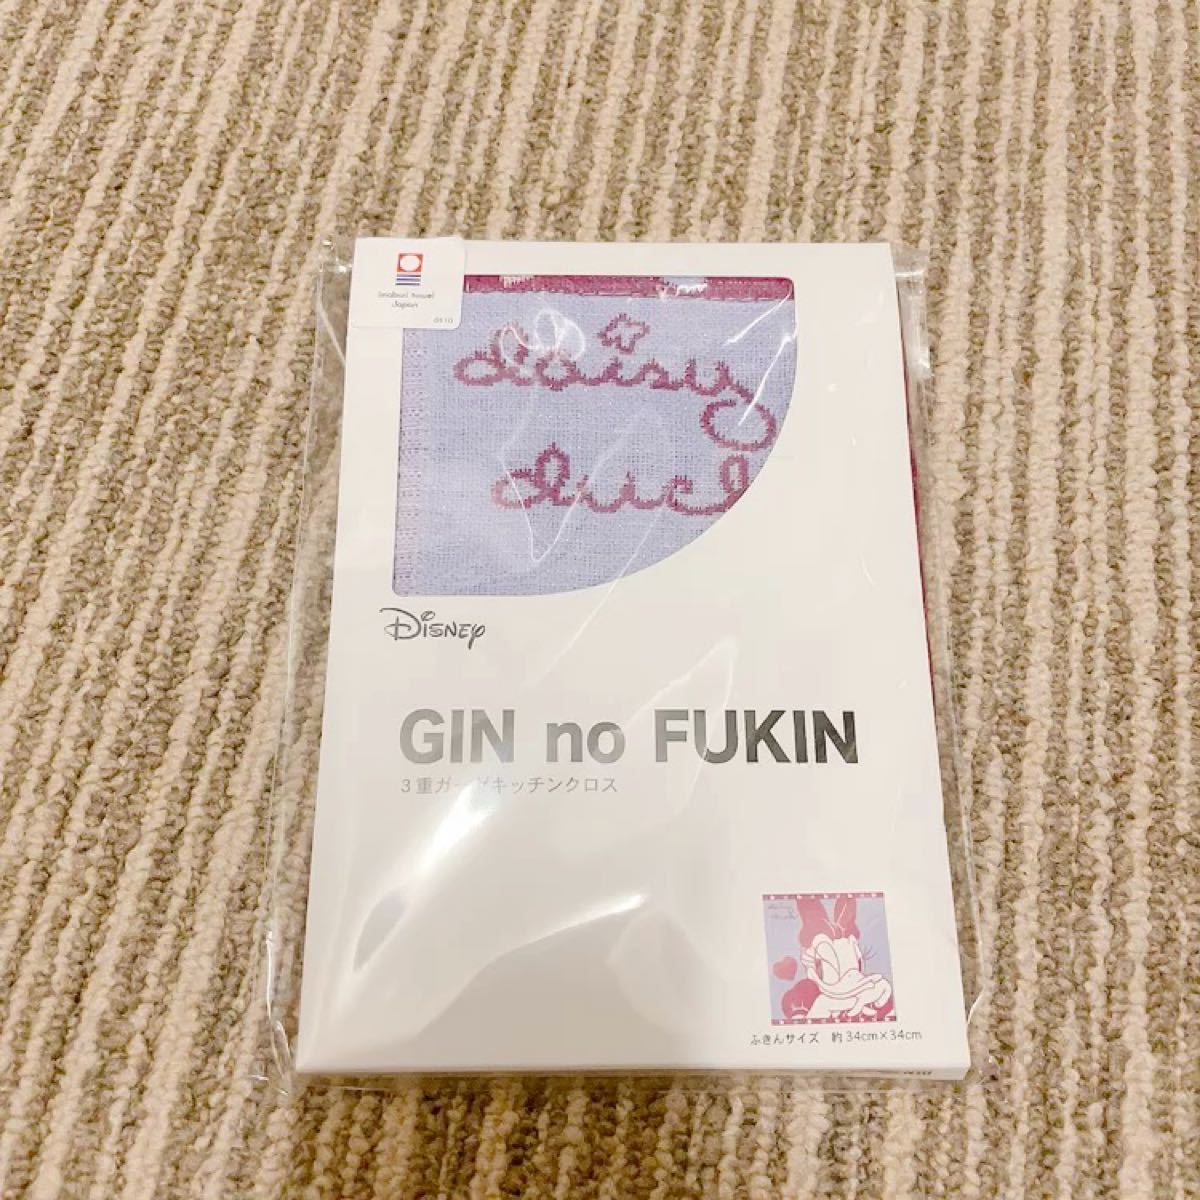 imabari towel
Japan
daisy
duck
Disney
GIN no FUKIN
3重ガーゼキッチンクロス
ふきんサイズ 約34cm×34cm